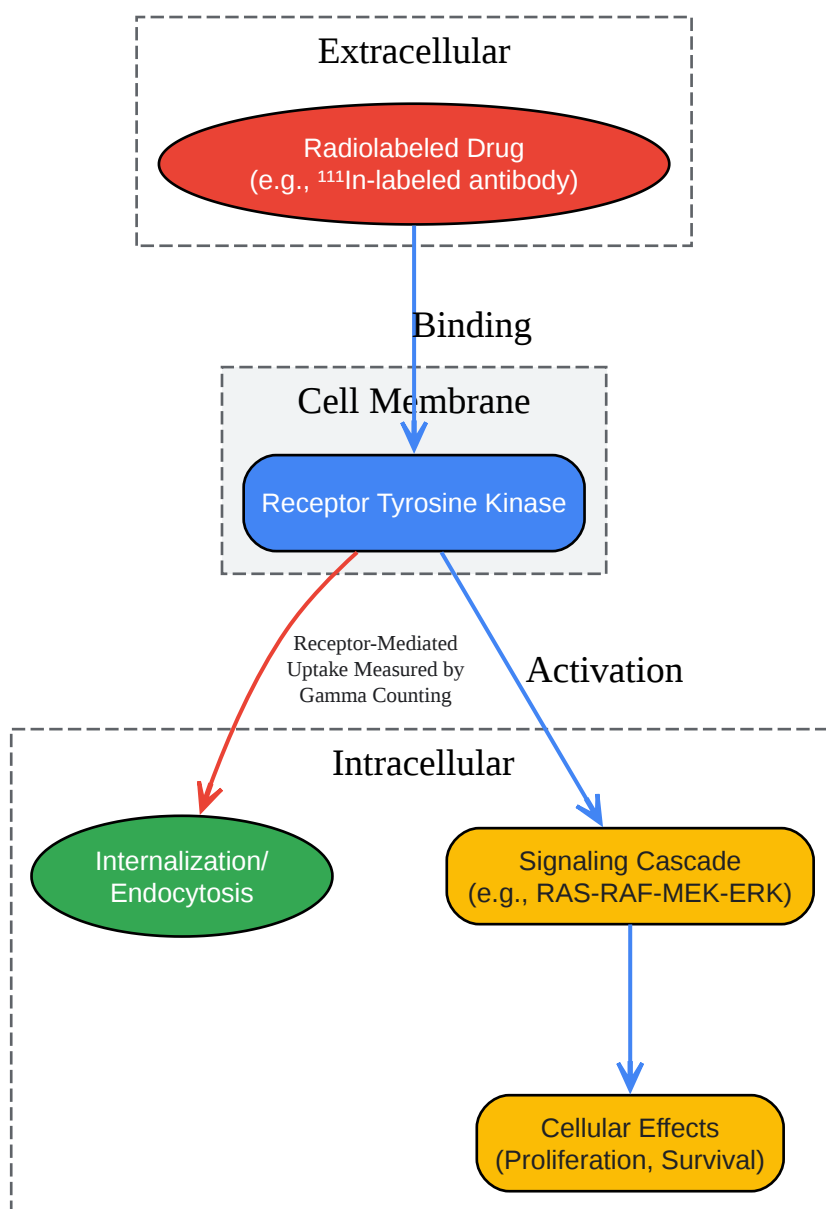 Extracellular
Radiolabeled Drug
(e.g., ¹¹¹In-labeled antibody)
Binding
Cell Membrane
Receptor Tyrosine Kinase
Receptor-Mediated
Uptake Measured by
Gamma Counting
Activation
Intracellular
Internalization/
Endocytosis
Signaling Cascade
(e.g., RAS-RAF-MEK-ERK)
Cellular Effects
(Proliferation, Survival)